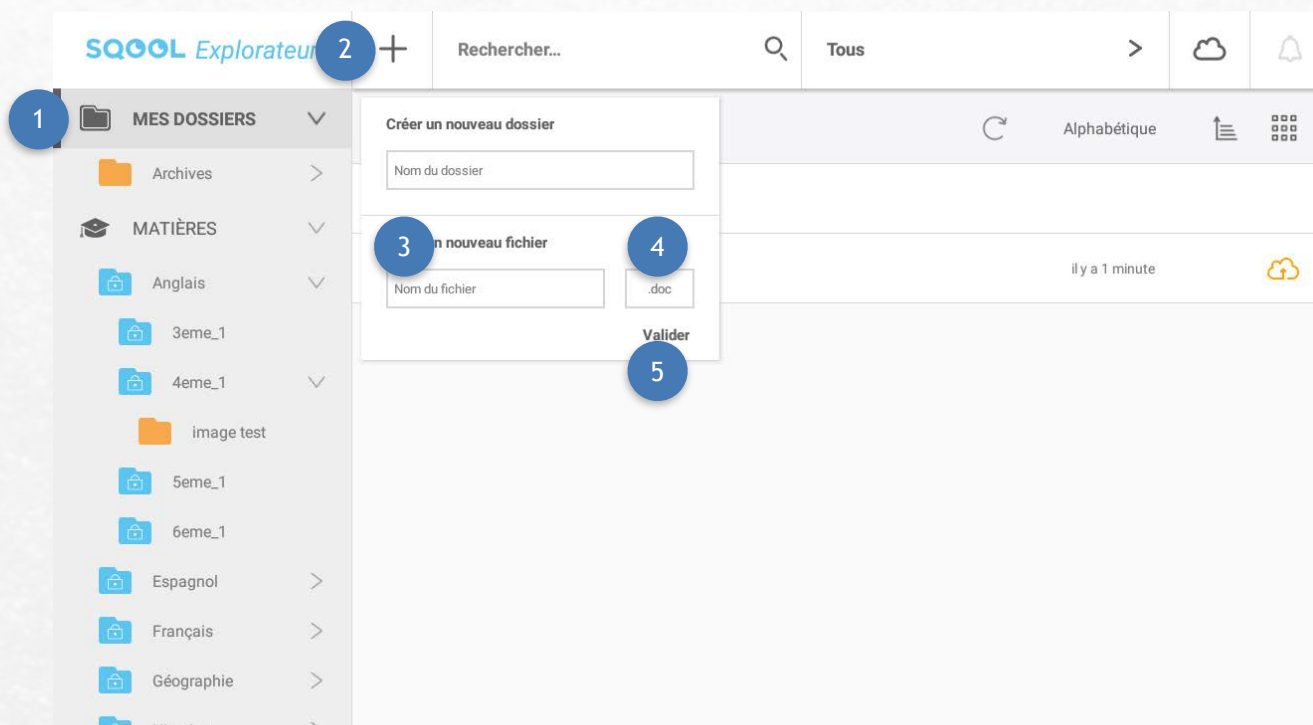 SQOOL Explorateur
2
Rechercher...
Tous
1
MES DOSSIERS
Créer un nouveau dossier
Alphabétique
Nom du dossier
Archives
MATIÈRES
3
nouveau fichier
4
Anglais
Nom du fichier
.doc
il y a 1 minute
3eme_1
Valider
5
4eme_1
image test
5eme_1
6eme_1
Espagnol
Français
Géographie